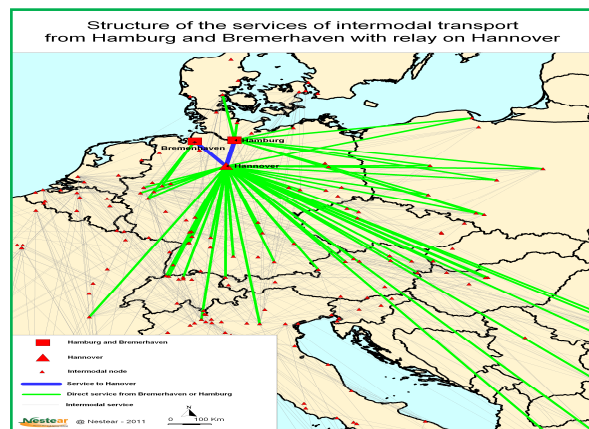 Structure of the services of intermodal transport
from Hamburg and Bremerhaven with relay on Hannover
Hamburg
Bremerhaven
Hannover
Hamburg and Bremerhaven
Hannover
Intermodal node
Service to Hanover
Direct service from Bremerhaven or Hamburg
Intermodal service
Nestear @ Nestear - 2011
N
0 100 Km